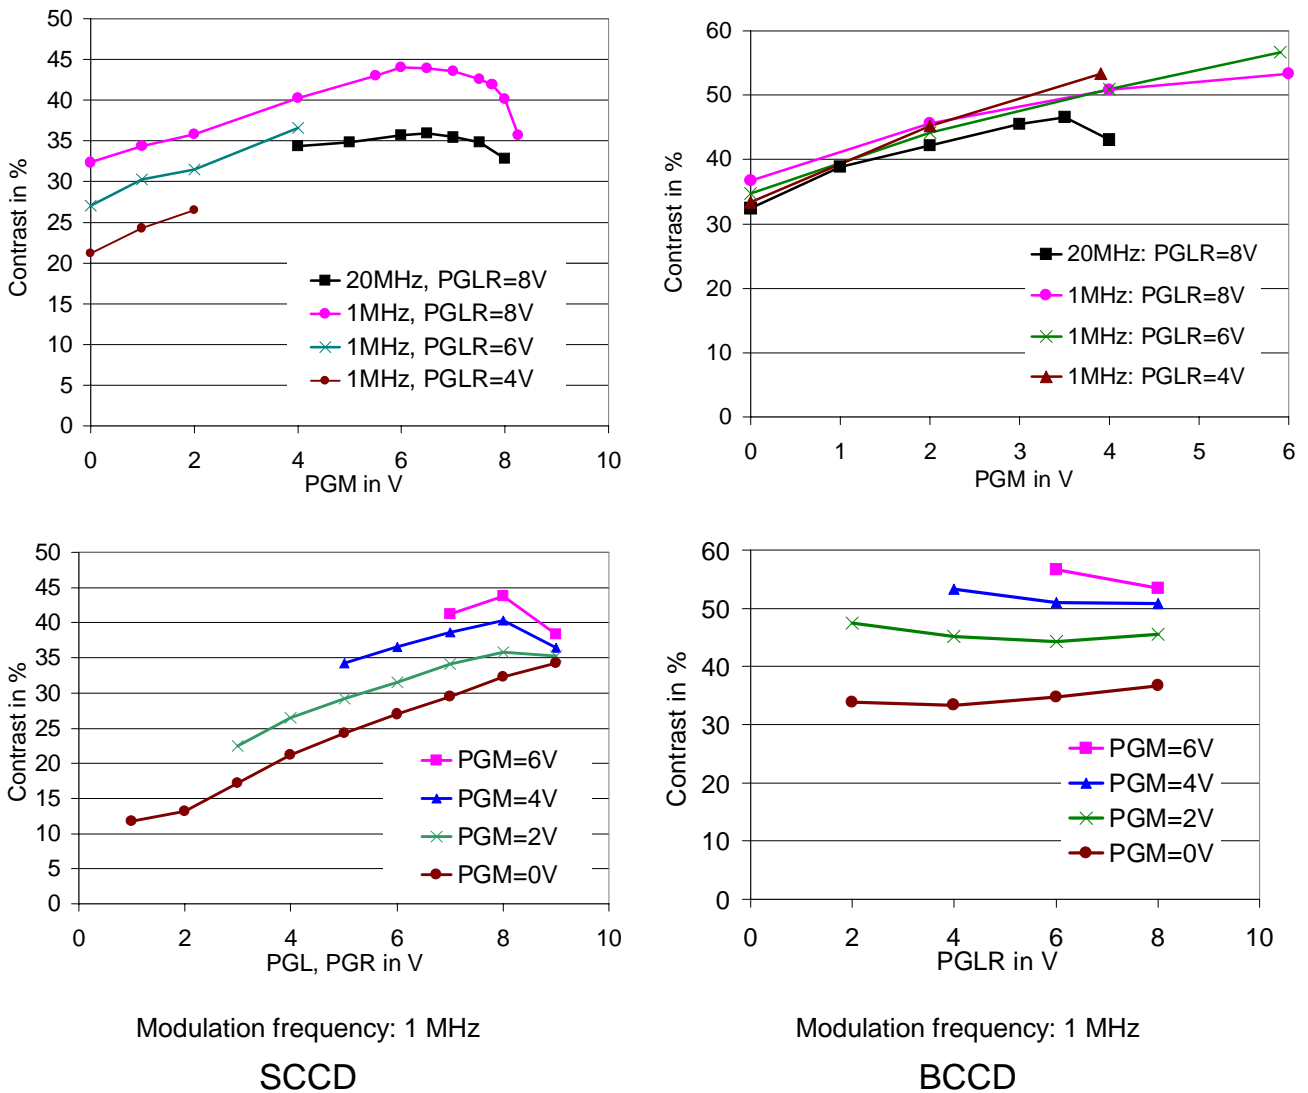 50
45
40
35
30
25
20
15
10
5
0
Contrast in %
0 2 4 6 8 10
PGM in V
20MHz, PGLR=8V
1MHz, PGLR=8V
1MHz, PGLR=6V
1MHz, PGLR=4V
60
50
40
30
20
10
0
Contrast in %
0 1 2 3 4 5 6
PGM in V
20MHz: PGLR=8V
1MHz: PGLR=8V
1MHz: PGLR=6V
1MHz: PGLR=4V
50
45
40
35
30
25
20
15
10
5
0
Contrast in %
0 2 4 6 8 10
PGL, PGR in V
PGM=6V
PGM=4V
PGM=2V
PGM=0V
60
50
40
30
20
10
0
Contrast in %
0 2 4 6 8 10
PGLR in V
PGM=6V
PGM=4V
PGM=2V
PGM=0V
Modulation frequency: 1 MHz
SCCD
Modulation frequency: 1 MHz
BCCD